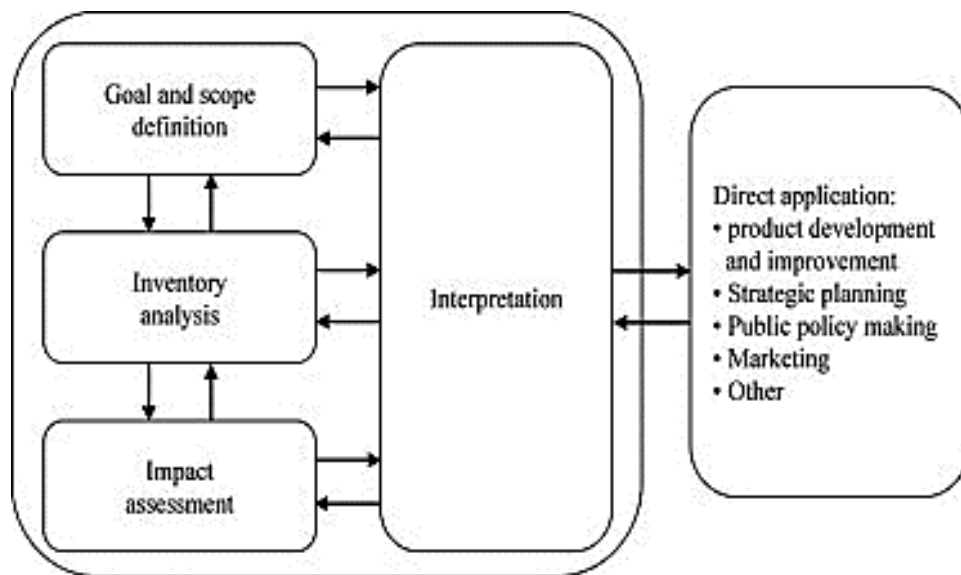 Goal and scope
definition
Inventory
analysis
Impact
assessment
Interpretation
Direct application:
• product development
and improvement
• Strategic planning
• Public policy making
• Marketing
• Other